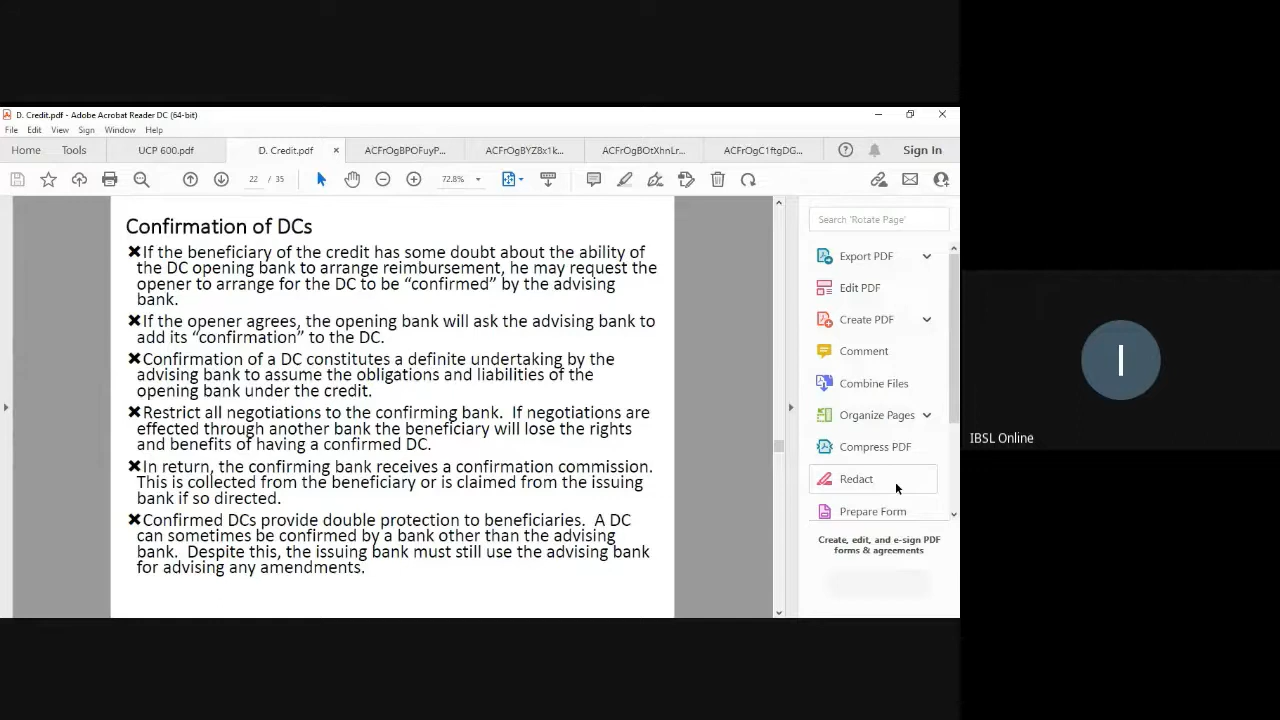 D. Credit.pdf - Adobe Acrobat Reader DC (64-bit)
File Edit View Sign Window Help
Home Tools UCP 600.pdf D. Credit.pdf × ACFrOgBPOFuyP... ACFrOgBYZ8x1k... ACFrOgBOtXhnLr... ACFrOgC1ftgDG... Sign In
22 / 35 72.8%
Confirmation of DCs
✖If the beneficiary of the credit has some doubt about the ability of
the DC opening bank to arrange reimbursement, he may request the
opener to arrange for the DC to be “confirmed” by the advising
bank.
✖If the opener agrees, the opening bank will ask the advising bank to
add its “confirmation” to the DC.
✖Confirmation of a DC constitutes a definite undertaking by the
advising bank to assume the obligations and liabilities of the
opening bank under the credit.
✖Restrict all negotiations to the confirming bank.  If negotiations are
effected through another bank the beneficiary will lose the rights
and benefits of having a confirmed DC.
✖In return, the confirming bank receives a confirmation commission.
This is collected from the beneficiary or is claimed from the issuing
bank if so directed.
✖Confirmed DCs provide double protection to beneficiaries.  A DC
can sometimes be confirmed by a bank other than the advising
bank.  Despite this, the issuing bank must still use the advising bank
for advising any amendments.
Search 'Rotate Page'
Export PDF
Edit PDF
Create PDF
Comment
Combine Files
Organize Pages
Compress PDF
Redact
Prepare Form
Create, edit, and e-sign PDF
forms & agreements
I
IBSL Online